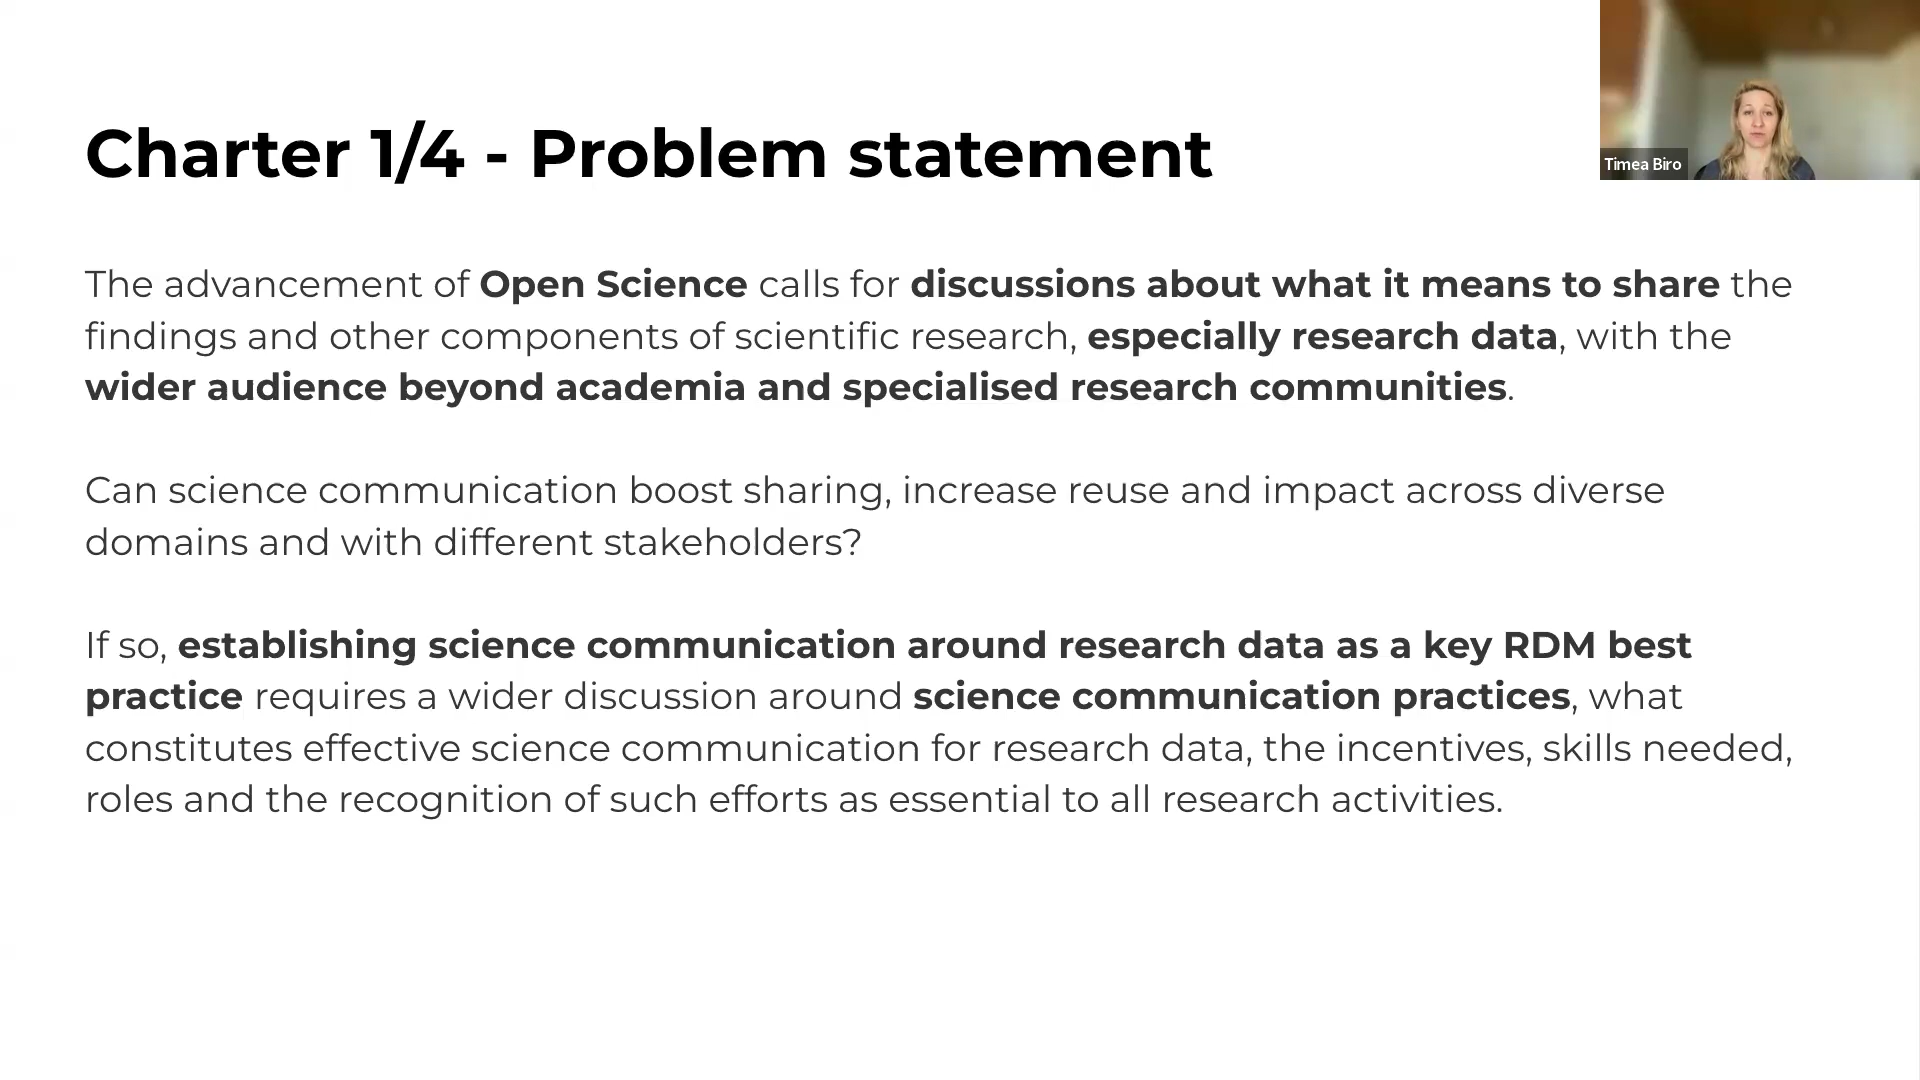 Charter 1/4 - Problem statement
Timea Biro
The advancement of Open Science calls for discussions about what it means to share the
findings and other components of scientific research, especially research data, with the
wider audience beyond academia and specialised research communities.
Can science communication boost sharing, increase reuse and impact across diverse
domains and with different stakeholders?
If so, establishing science communication around research data as a key RDM best
practice requires a wider discussion around science communication practices, what
constitutes effective science communication for research data, the incentives, skills needed,
roles and the recognition of such efforts as essential to all research activities.